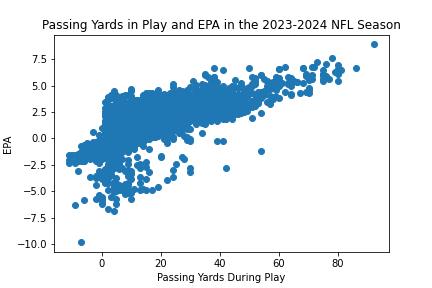 Passing Yards in Play and EPA in the 2023-2024 NFL Season
7.5
5.0
2.5
0.0
−2.5
−5.0
−7.5
−10.0
EPA
0 20 40 60 80
Passing Yards During Play